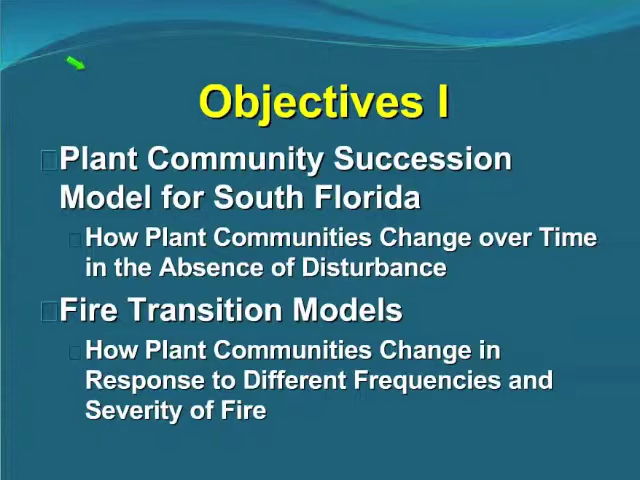 Objectives I
Plant Community Succession
Model for South Florida
How Plant Communities Change over Time
in the Absence of Disturbance
Fire Transition Models
How Plant Communities Change in
Response to Different Frequencies and
Severity of Fire